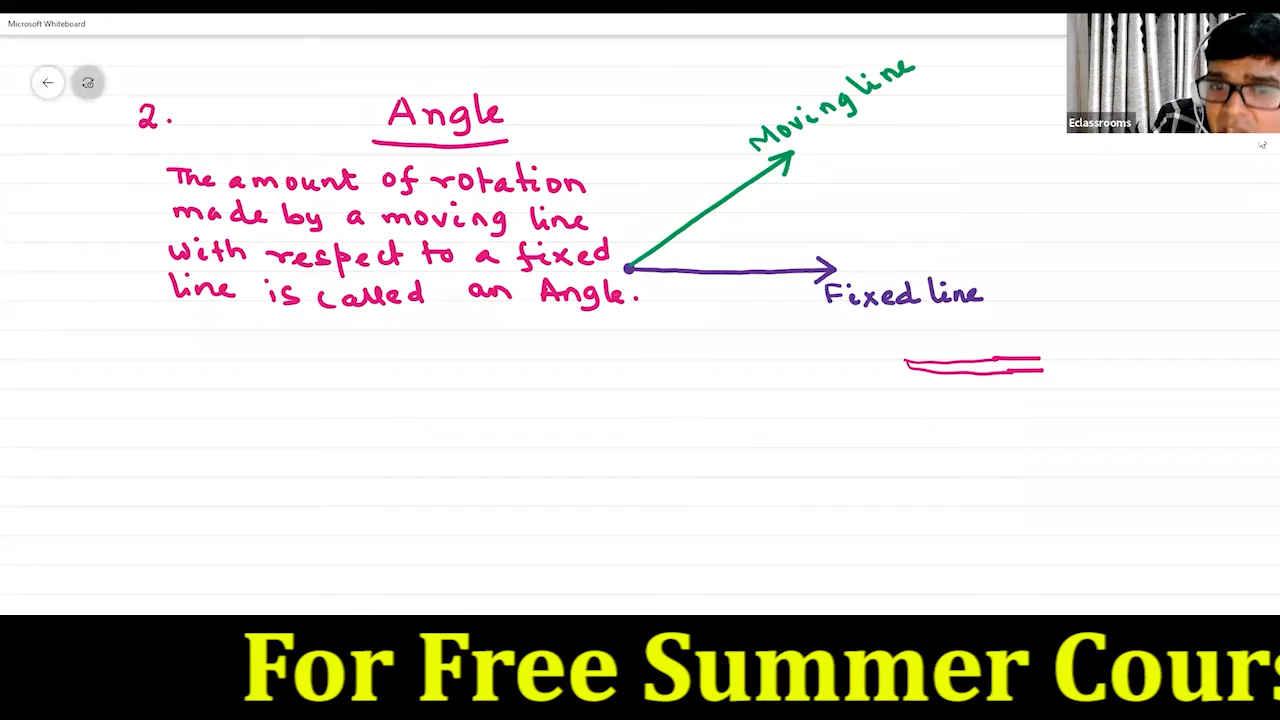 Microsoft Whiteboard
2. Angle
The amount of rotation
made by a moving line
with respect to a fixed
line is called an Angle.
Moving line
Fixed line
Eclassrooms
For Free Summer Cours